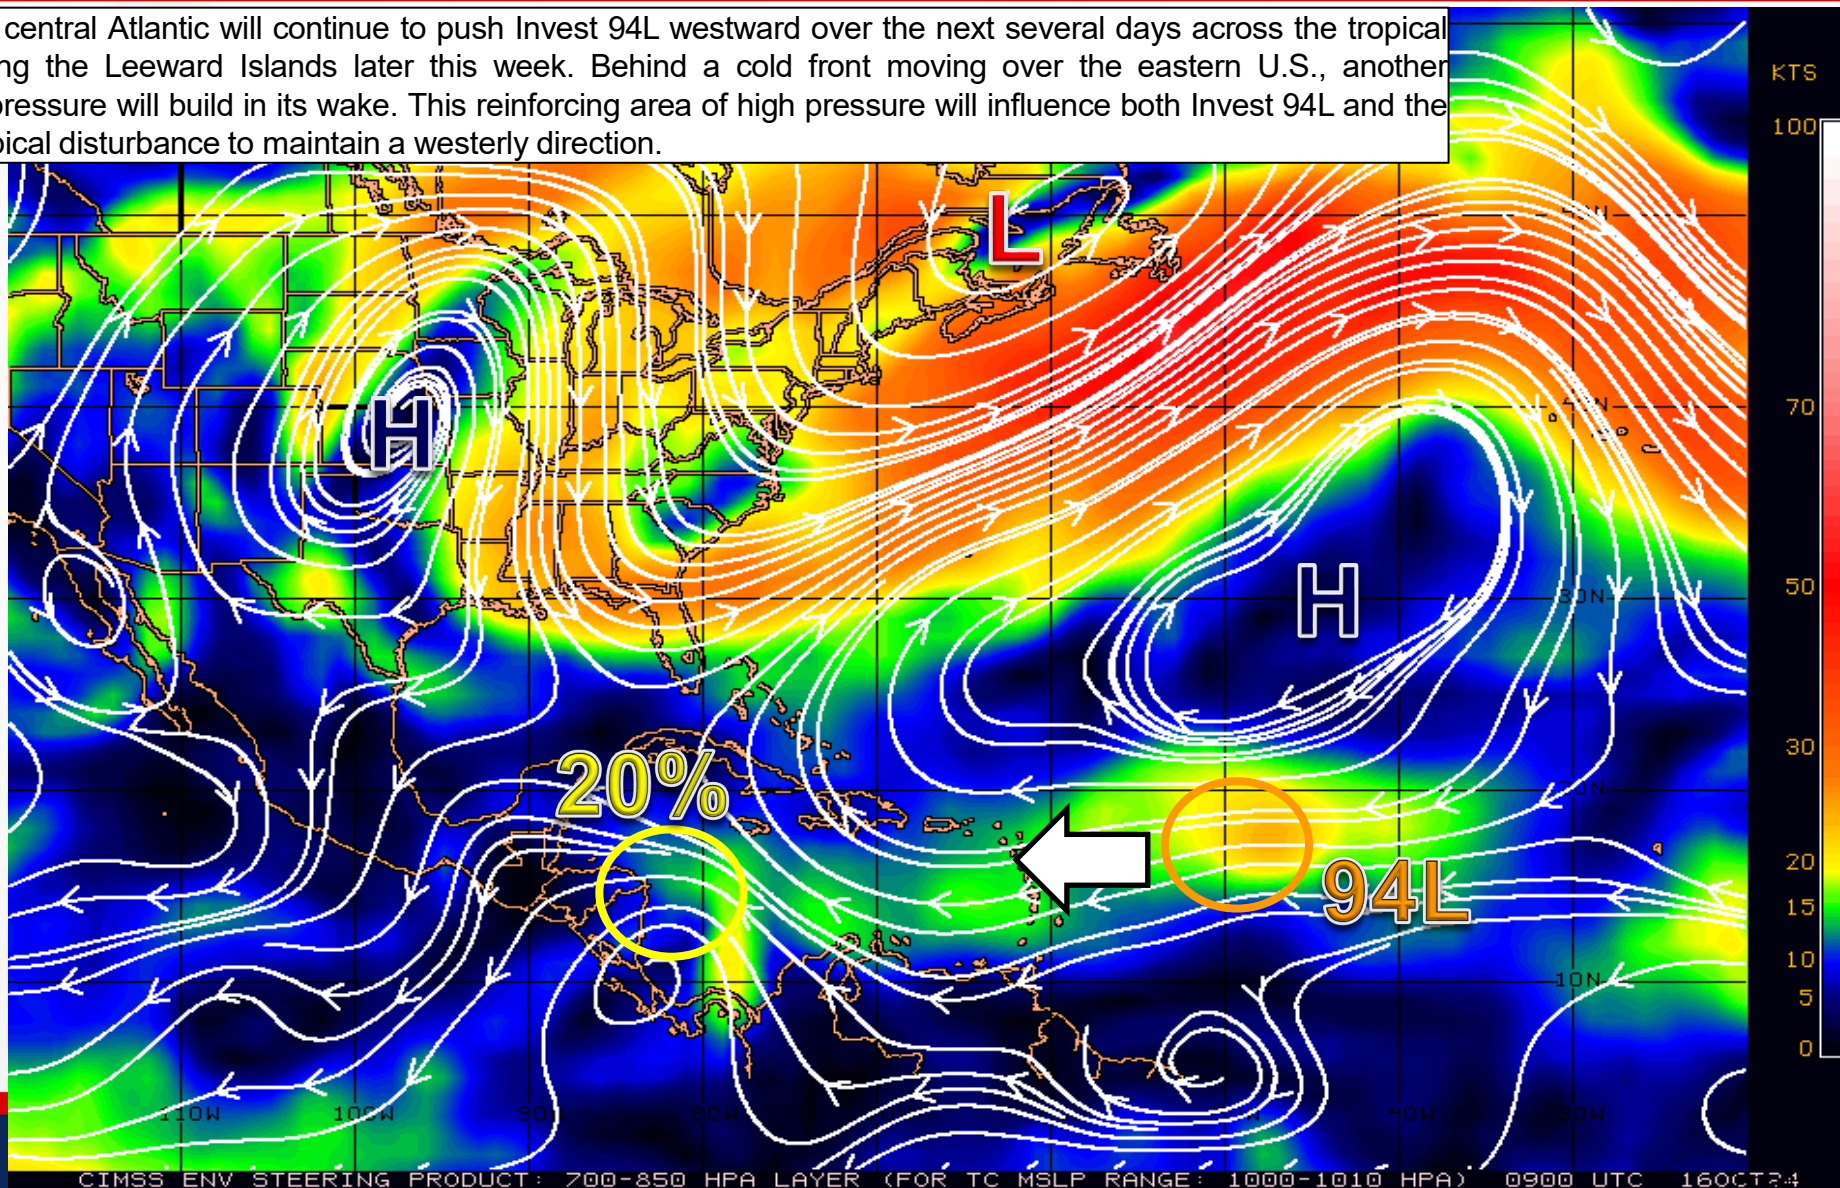 central Atlantic will continue to push Invest 94L westward over the next several days across the tropical
ng the Leeward Islands later this week. Behind a cold front moving over the eastern U.S., another
pressure will build in its wake. This reinforcing area of high pressure will influence both Invest 94L and the
pical disturbance to maintain a westerly direction.
KTS
100
L
H
40N
70
50
H
30N
30
20%
20
94L
15
10
10N
5
0
110W 100W 90W 80W 40W 30W
CIMSS ENV STEERING PRODUCT: 700-850 HPA LAYER (FOR TC MSLP RANGE: 1000-1010 HPA) 0900 UTC 16OCT24